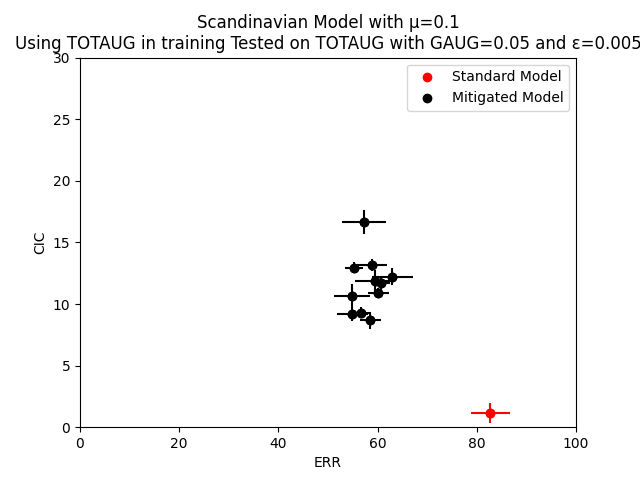 Scandinavian Model with μ=0.1
Using TOTAUG in training Tested on TOTAUG with GAUG=0.05 and ε=0.005
Standard Model
Mitigated Model
30
25
20
15
10
5
0
CIC
0 20 40 60 80 100
ERR